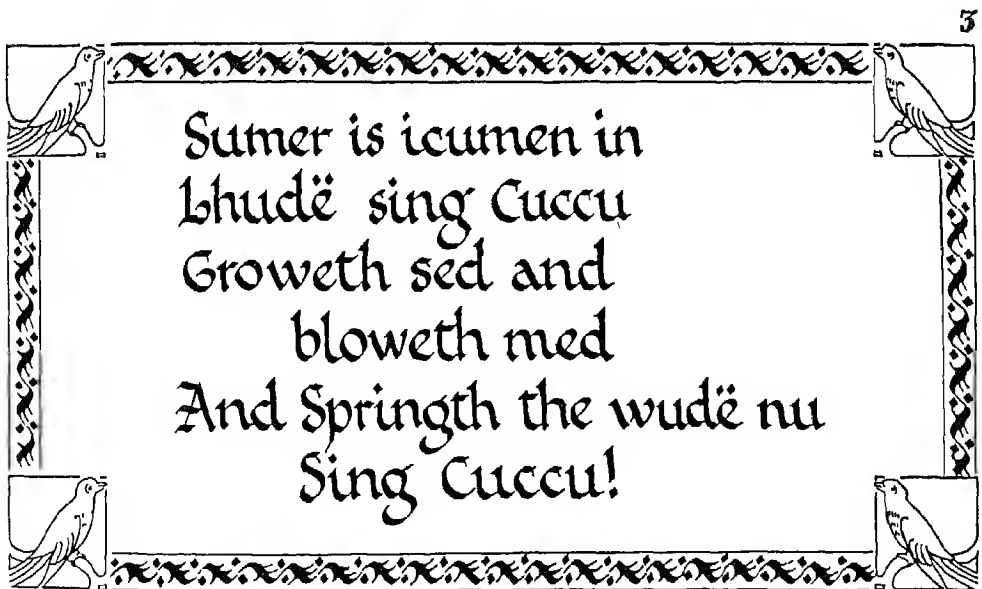 3
Sumer is icumen in
Lhudë sing Cuccu
Groweth sed and
bloweth med
And Springth the wudë nu
Sing Cuccu!